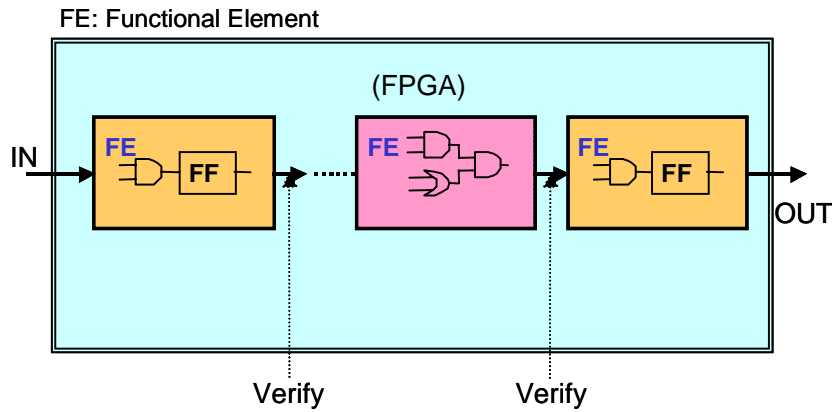 FE: Functional Element
(FPGA)
IN
FE
FF
FE
FE
FF
OUT
Verify
Verify